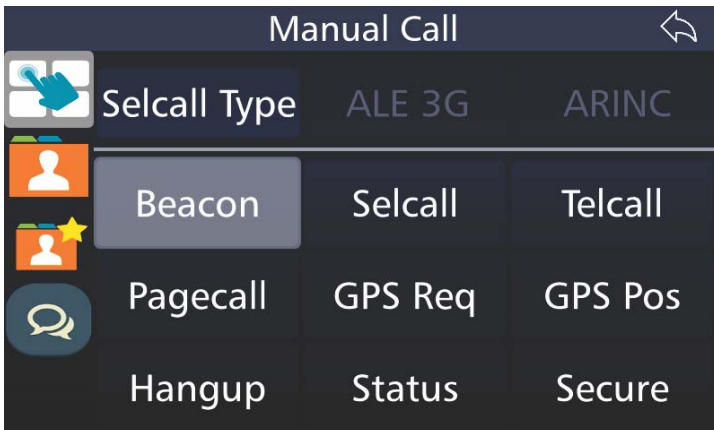 Manual Call
Selcall Type ALE 3G ARINC
Beacon Selcall Telcall
Pagecall GPS Req GPS Pos
Hangup Status Secure